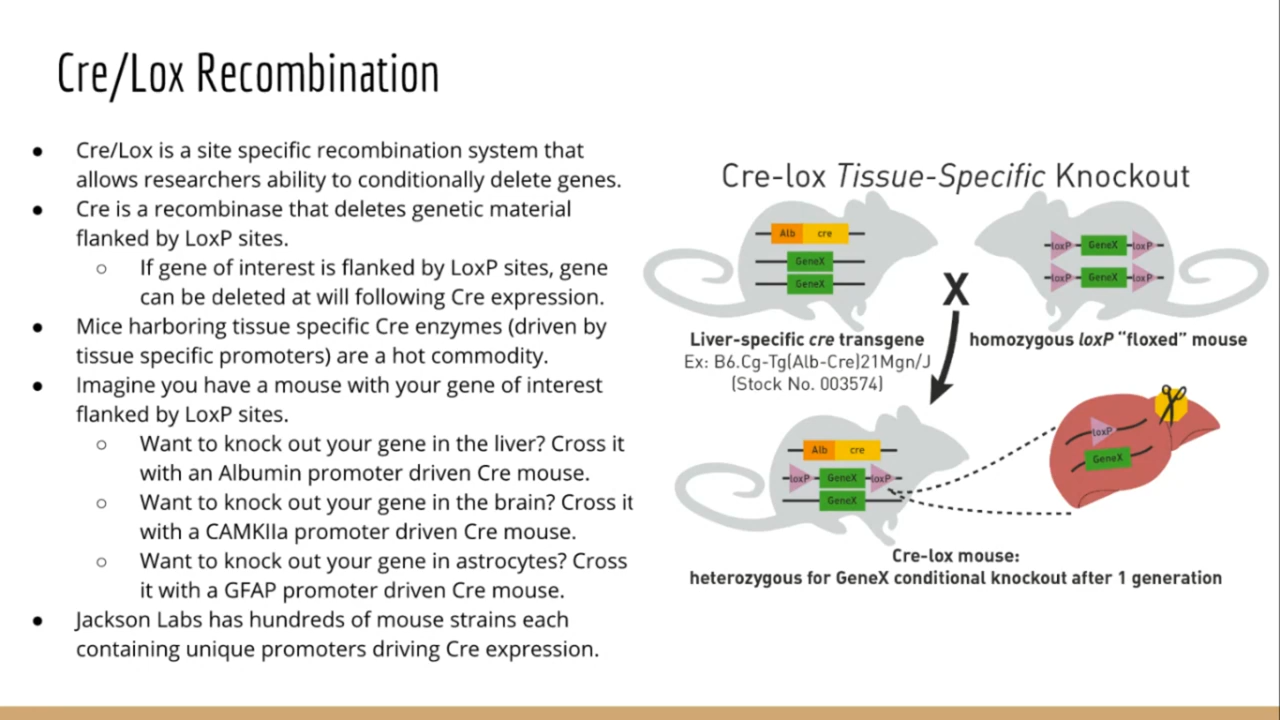 Cre/Lox Recombination
● Cre/Lox is a site specific recombination system that
allows researchers ability to conditionally delete genes.
● Cre is a recombinase that deletes genetic material
flanked by LoxP sites.
○ If gene of interest is flanked by LoxP sites, gene
can be deleted at will following Cre expression.
● Mice harboring tissue specific Cre enzymes (driven by
tissue specific promoters) are a hot commodity.
● Imagine you have a mouse with your gene of interest
flanked by LoxP sites.
○ Want to knock out your gene in the liver? Cross it
with an Albumin promoter driven Cre mouse.
○ Want to knock out your gene in the brain? Cross it
with a CAMKIIa promoter driven Cre mouse.
○ Want to knock out your gene in astrocytes? Cross
it with a GFAP promoter driven Cre mouse.
● Jackson Labs has hundreds of mouse strains each
containing unique promoters driving Cre expression.
Cre-lox Tissue-Specific Knockout
Alb cre
GeneX
GeneX
loxP GeneX loxP
loxP GeneX loxP
X
Liver-specific cre transgene
Ex: B6.Cg-Tg(Alb-Cre)21Mgn/J
(Stock No. 003574)
homozygous loxP "floxed" mouse
Alb cre
loxP GeneX loxP
GeneX
loxP
GeneX
Cre-lox mouse:
heterozygous for GeneX conditional knockout after 1 generation